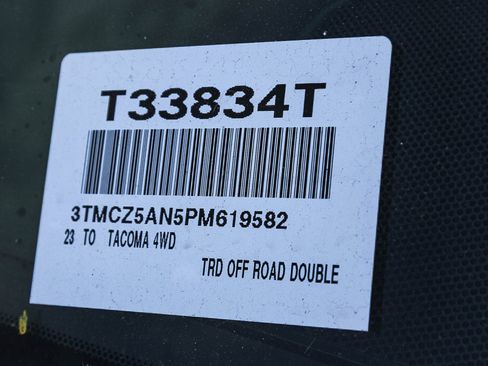 T33834T
3TMCZ5AN5PM619582
23 TO TACOMA 4WD
TRD OFF ROAD DOUBLE